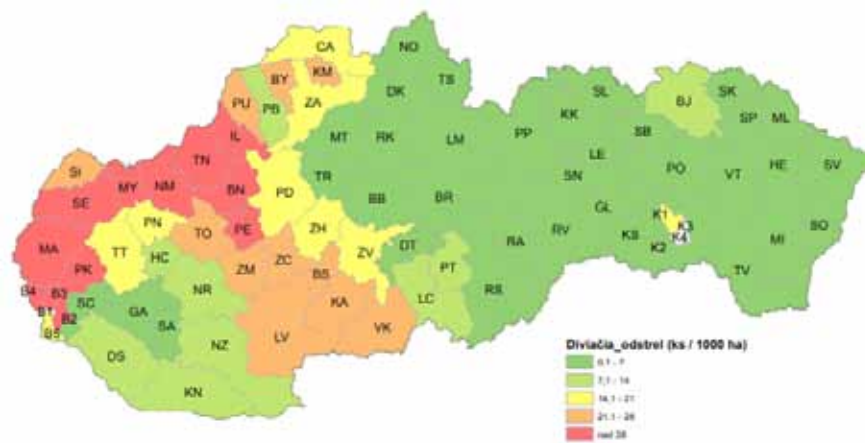 CA
NO
BY
KM
TS
PU
PB
ZA
DK
SL
SK
BJ
SP
ML
IL
MT
RK
LM
PP
KK
SB
TN
LE
PO
VT
HE
SV
SI
MY
NM
BN
PD
TR
SN
SE
BB
BR
GL
K1
PN
TO
PE
ZH
K3
SO
MA
TT
HC
ZV
DT
RA
RV
KS
K2
K4
MI
PK
ZM
ZC
BS
PT
TV
B4
B3
SC
GA
NR
KA
LC
RS
B1
B2
SA
B5
LV
VK
DS
NZ
KN
Diviačia_odstrel (ks / 1000 ha)
0,1 - 7
7,1 - 14
14,1 - 21
21,1 - 28
nad 28